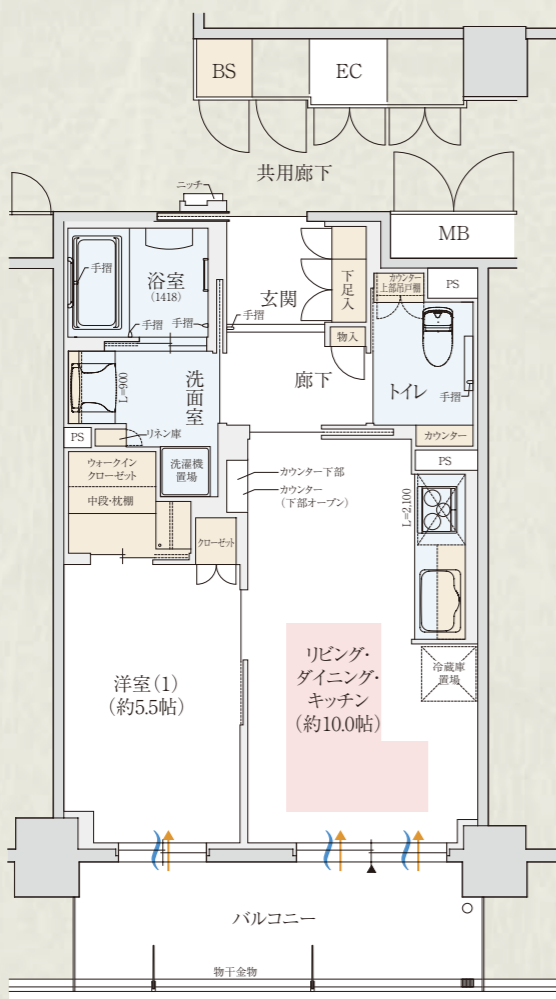 BS
EC
共用廊下
ニッチ
MB
手摺
浴室
(1418)
手摺
手摺
玄関
手摺
下足入
物入
カウンター
上部吊戸棚
PS
廊下
トイレ
手摺
L=900
洗面室
PS
リネン庫
カウンター
PS
ウォークイン
クローゼット
中段・枕棚
洗濯機
置場
カウンター下部
カウンター
(下部オープン)
L=2,100
クローゼット
リビング・
ダイニング・
キッチン
(約10.0帖)
冷蔵庫
置場
洋室(1)
(約5.5帖)
バルコニー
物干金物